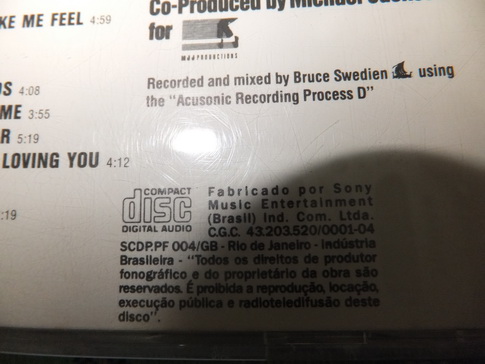 KE ME FEEL 4:59
Co-Produced by Michael
for
MJJ PRODUCTIONS
Recorded and mixed by Bruce Swedien using
the "Acusonic Recording Process D"
OS 4:08
ME 3:55
R 5:19
LOVING YOU 4:12
:19
COMPACT
disc
DIGITAL AUDIO
Fabricado por Sony
Music Entertainment
(Brasil) Ind. Com. Ltda.
C.G.C. 43.203.520/0001-04
SCDP.PF 004/GB - Rio de Janeiro - Indústria
Brasileira - "Todos os direitos de produtor
fonográfico e do proprietário da obra são
reservados. É proibida a reprodução, locação,
execução pública e radioteledifusão deste
disco".